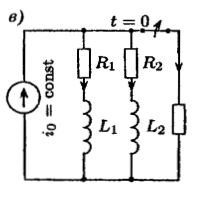 в)
t = 0
R₁
R₂
i₀ = const
L₁
L₂